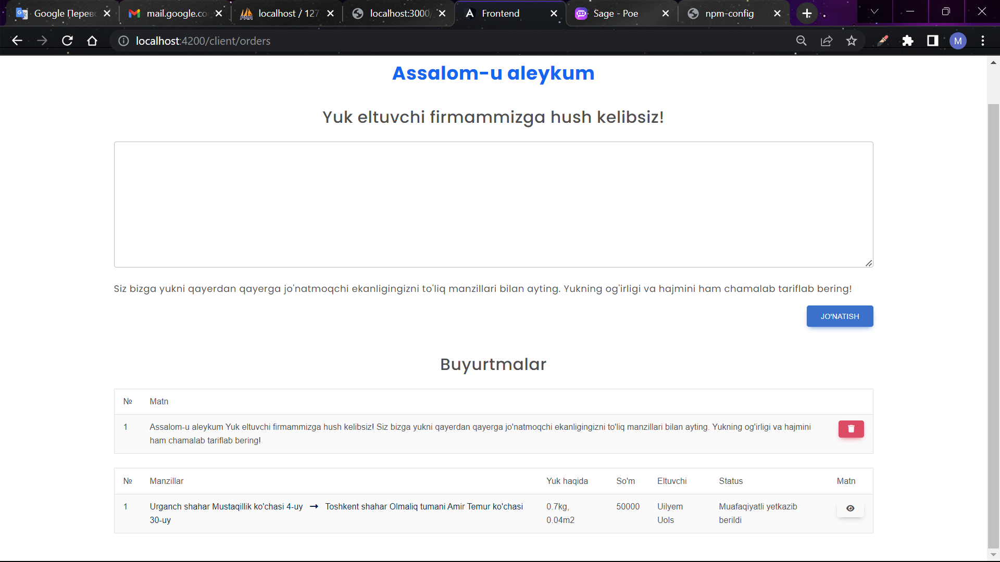 Google Перев
mail.google.co
localhost / 127
localhost:3000/
Frontend
Sage - Poe
npm-config
localhost:4200/client/orders
M
Assalom-u aleykum
Yuk eltuvchi firmammizga hush kelibsiz!
Siz bizga yukni qayerdan qayerga jo'natmoqchi ekanligingizni to'liq manzillari bilan ayting. Yukning og'irligi va hajmini ham chamalab tariflab bering!
JO'NATISH
Buyurtmalar
№ Matn
1 Assalom-u aleykum Yuk eltuvchi firmammizga hush kelibsiz! Siz bizga yukni qayerdan qayerga jo'natmoqchi ekanligingizni to'liq manzillari bilan ayting. Yukning og'irligi va hajmini
ham chamalab tariflab bering!
№ Manzillar Yuk haqida So'm Eltuvchi Status Matn
1 Urganch shahar Mustaqillik ko'chasi 4-uy → Toshkent shahar Olmaliq tumani Amir Temur ko'chasi 0.7kg, 50000 Uilyem Muafaqiyatli yetkazib
30-uy 0.04m2 Uols berildi